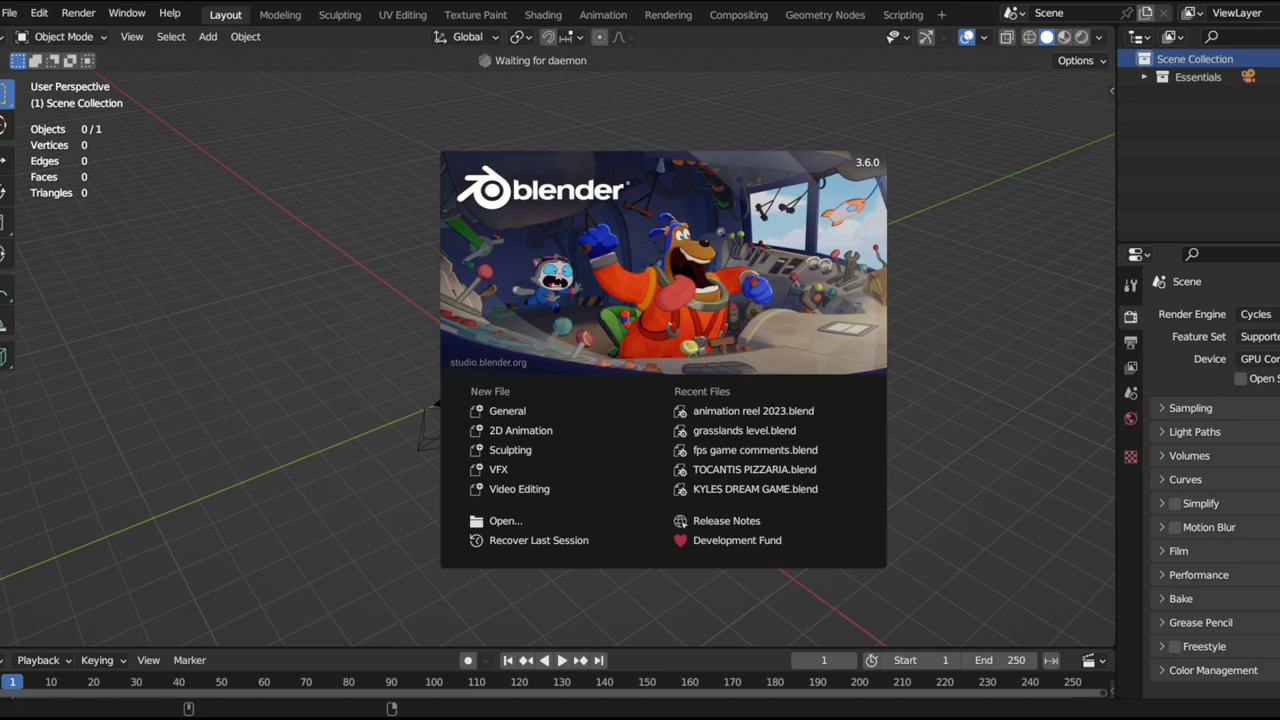 File Edit Render Window Help Layout Modeling Sculpting UV Editing Texture Paint Shading Animation Rendering Compositing Geometry Nodes Scripting + Scene ViewLayer
Object Mode View Select Add Object Global
Waiting for daemon Options
User Perspective
(1) Scene Collection
Objects 0 / 1
Vertices 0
Edges 0
Faces 0
Triangles 0
Scene Collection
Essentials
3.6.0
blender
studio.blender.org
New File
General
2D Animation
Sculpting
VFX
Video Editing
Open...
Recover Last Session
Recent Files
animation reel 2023.blend
grasslands level.blend
fps game comments.blend
TOCANTIS PIZZARIA.blend
KYLES DREAM GAME.blend
Release Notes
Development Fund
Scene
Render Engine Cycles
Feature Set Supporte
Device GPU Con
Open S
Sampling
Light Paths
Volumes
Curves
Simplify
Motion Blur
Film
Performance
Bake
Grease Pencil
Freestyle
Color Management
Playback Keying View Marker 1 Start 1 End 250
1 10 20 30 40 50 60 70 80 90 100 110 120 130 140 150 160 170 180 190 200 210 220 230 240 250